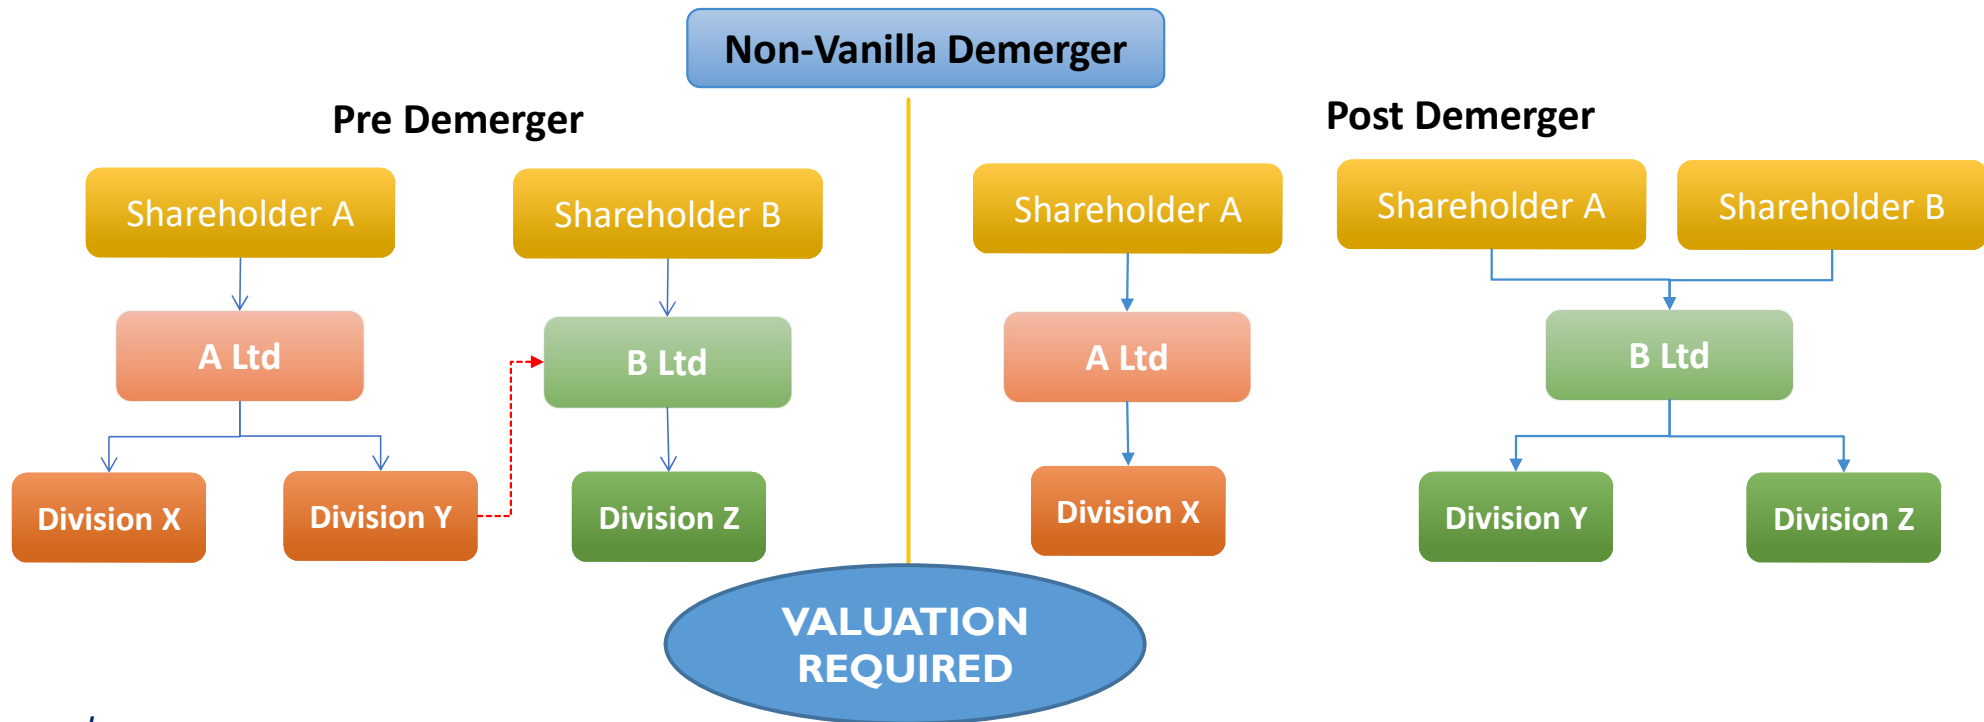 Non-Vanilla Demerger
Pre Demerger
Post Demerger
Shareholder A
Shareholder B
Shareholder A
Shareholder A
Shareholder B
A Ltd
B Ltd
A Ltd
B Ltd
Division X
Division Y
Division Z
Division X
Division Y
Division Z
VALUATION
REQUIRED